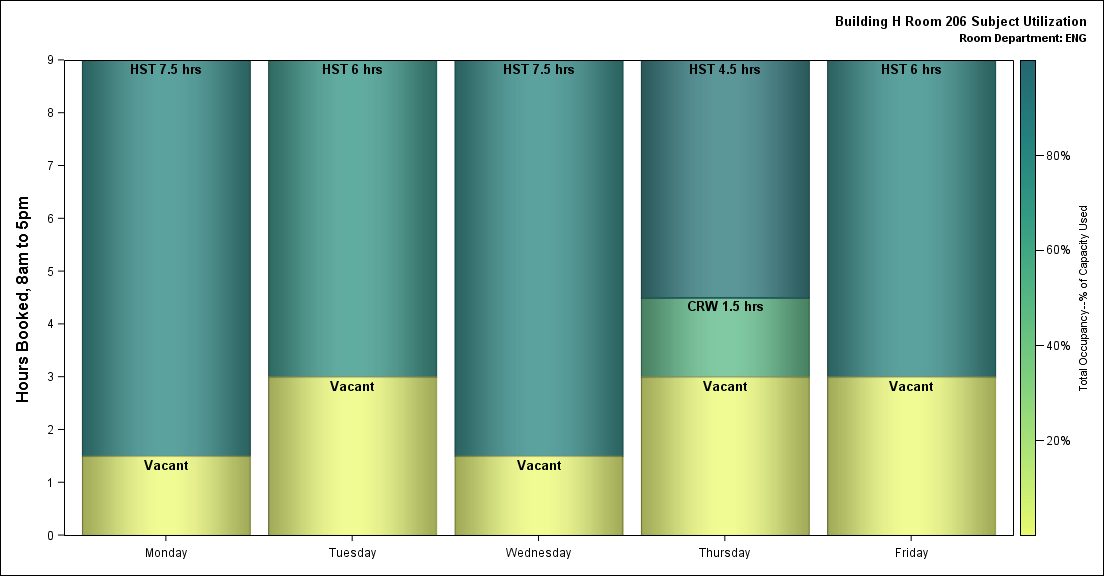 Building H Room 206 Subject Utilization
Room Department: ENG
Hours Booked, 8am to 5pm
9
8
7
6
5
4
3
2
1
0
HST 7.5 hrs
Vacant
HST 6 hrs
Vacant
HST 7.5 hrs
Vacant
HST 4.5 hrs
CRW 1.5 hrs
Vacant
HST 6 hrs
Vacant
Monday
Tuesday
Wednesday
Thursday
Friday
80%
60%
40%
20%
Total Occupancy--% of Capacity Used